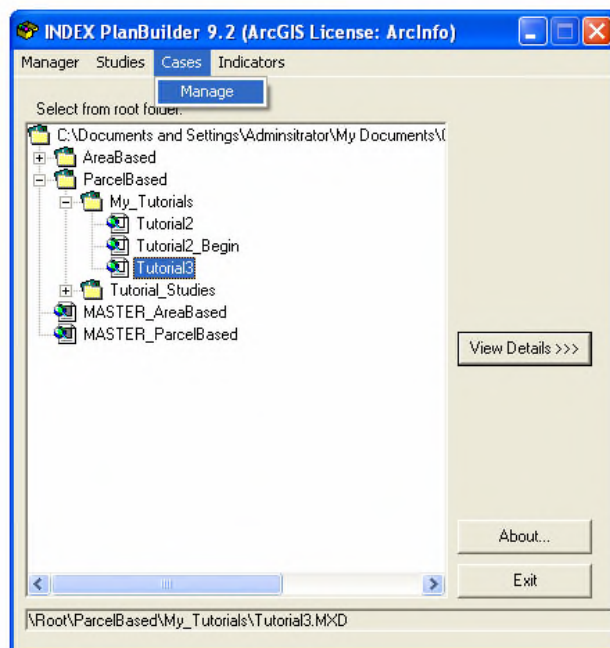 INDEX PlanBuilder 9.2 (ArcGIS License: ArcInfo)
Manager Studies Cases Indicators
Manage
Select from root folder:
C:\Documents and Settings\Adminsitrator\My Documents\
AreaBased
ParcelBased
My_Tutorials
Tutorial2
Tutorial2_Begin
Tutorial3
Tutorial_Studies
MASTER_AreaBased
MASTER_ParcelBased
View Details >>>
About...
Exit
\Root\ParcelBased\My_Tutorials\Tutorial3.MXD